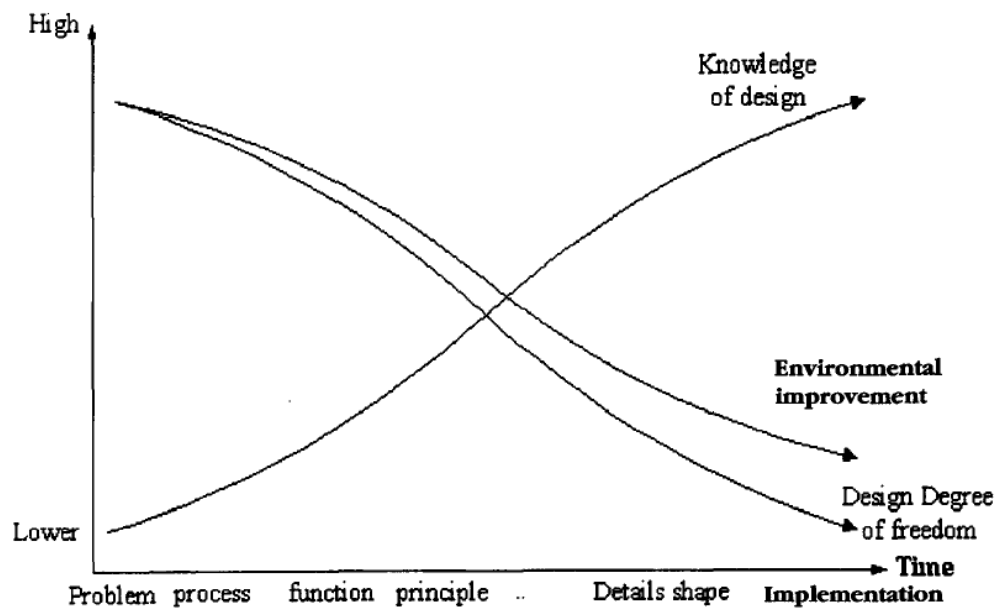 High
Knowledge
of design
Environmental
improvement
Design Degree
of freedom
Lower
Time
Problem process function principle .. Details shape Implementation